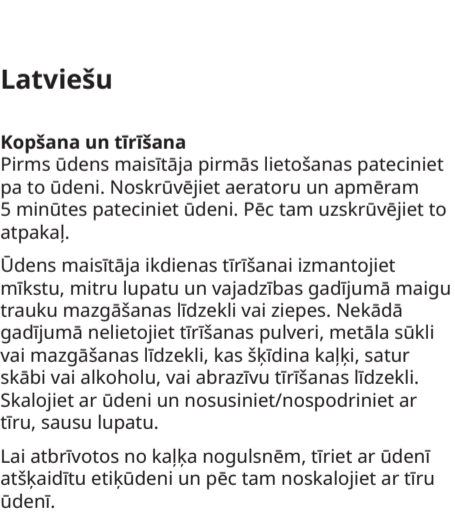 Latviešu
Kopšana un tīrīšana
Pirms ūdens maisītāja pirmās lietošanas pateciniet
pa to ūdeni. Noskrūvējiet aeratoru un apmēram
5 minūtes pateciniet ūdeni. Pēc tam uzskrūvējiet to
atpakaļ.
Ūdens maisītāja ikdienas tīrīšanai izmantojiet
mīkstu, mitru lupatu un vajadzības gadījumā maigu
trauku mazgāšanas līdzekli vai ziepes. Nekādā
gadījumā nelietojiet tīrīšanas pulveri, metāla sūkli
vai mazgāšanas līdzekli, kas šķīdina kaļķi, satur
skābi vai alkoholu, vai abrazīvu tīrīšanas līdzekli.
Skalojiet ar ūdeni un nosusiniet/nospodriniet ar
tīru, sausu lupatu.
Lai atbrīvotos no kaļķa nogulsnēm, tīriet ar ūdenī
atšķaidītu etiķūdeni un pēc tam noskalojiet ar tīru
ūdenī.